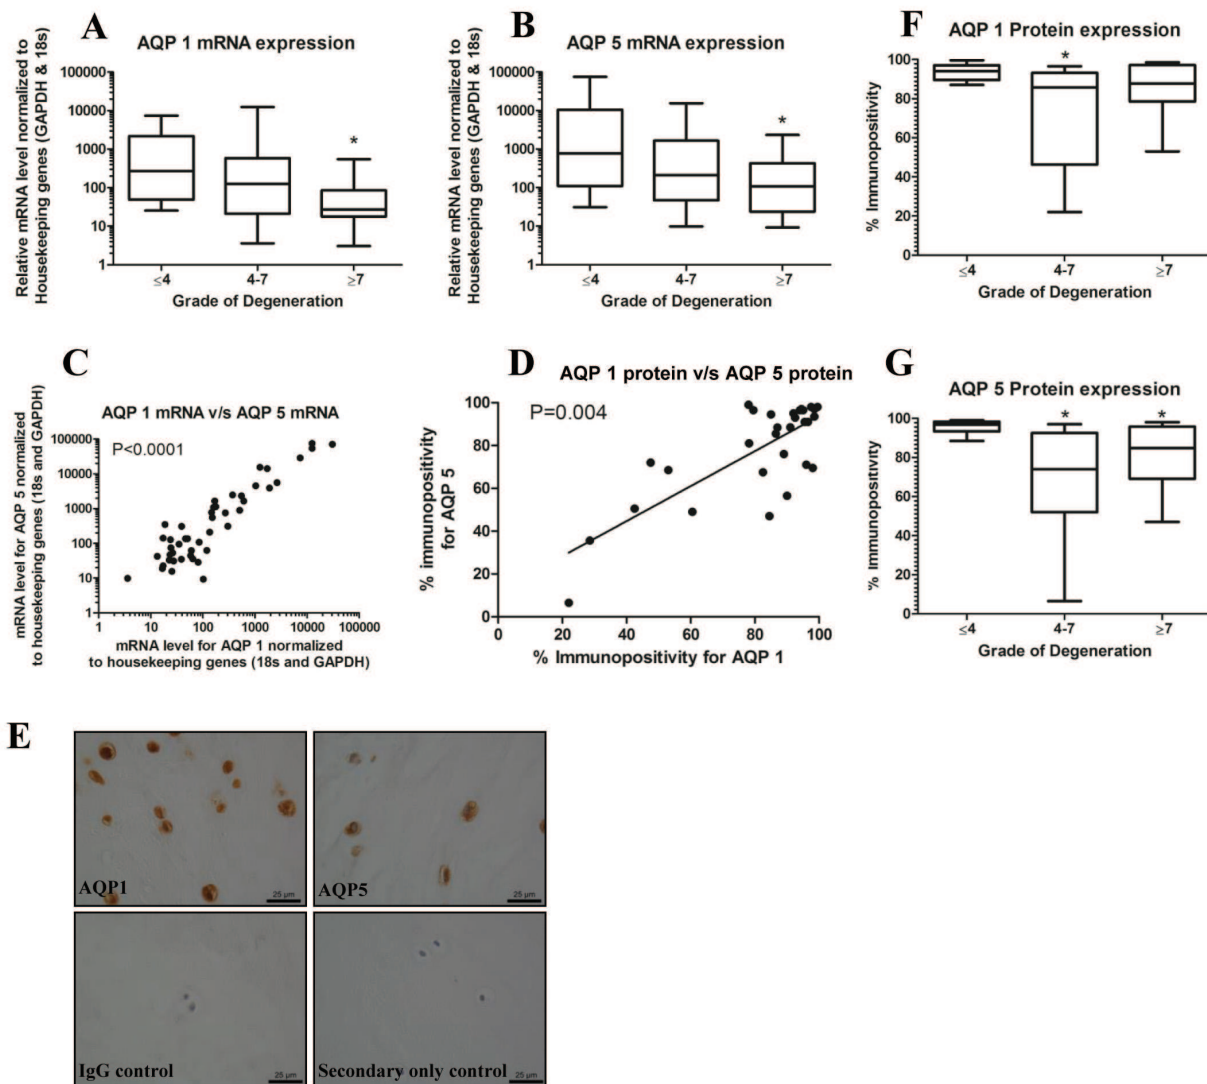 A
AQP 1 mRNA expression
Relative mRNA level normalized to
Housekeeping genes (GAPDH & 18s)
100000
10000
1000
100
10
1
*
≤4
4-7
≥7
Grade of Degeneration
B
AQP 5 mRNA expression
Relative mRNA level normalized to
Housekeeping genes (GAPDH & 18s)
100000
10000
1000
100
10
1
*
≤4
4-7
≥7
Grade of Degeneration
F
AQP 1 Protein expression
% Immunopositivity
100
80
60
40
20
0
*
≤4
4-7
≥7
Grade of Degeneration
C
AQP 1 mRNA v/s AQP 5 mRNA
P<0.0001
mRNA level for AQP 5 normalized
to housekeeping genes (18s and GAPDH)
100000
10000
1000
100
10
1
1
10
100
1000
10000
100000
mRNA level for AQP 1 normalized
to housekeeping genes (18s and GAPDH)
D
AQP 1 protein v/s AQP 5 protein
P=0.004
% immunopositivity
for AQP 5
100
80
60
40
20
0
0
20
40
60
80
100
% Immunopositivity for AQP 1
G
AQP 5 Protein expression
% Immunopositivity
100
80
60
40
20
0
*
*
≤4
4-7
≥7
Grade of Degeneration
E
AQP1
25 µm
AQP5
25 µm
IgG control
25 µm
Secondary only control
25 µm